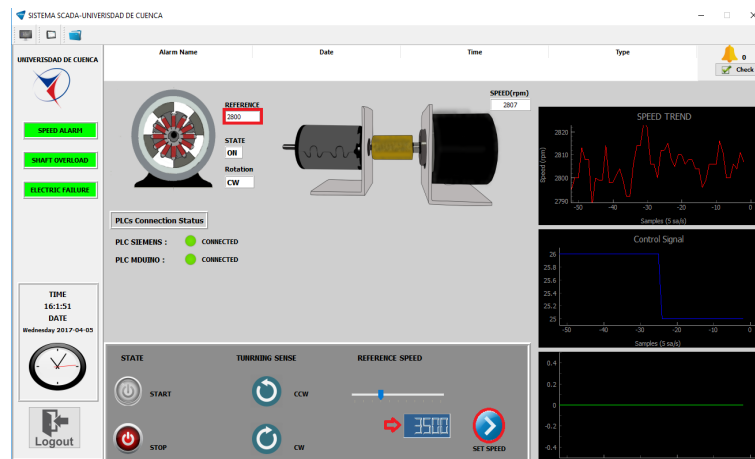 SISTEMA SCADA-UNIVERISDAD DE CUENCA
Alarm Name Date Time Type
0
Check
UNIVERISDAD DE CUENCA
SPEED ALARM
SHAFT OVERLOAD
ELECTRIC FAILURE
REFERENCE
2800
STATE
ON
Rotation
CW
SPEED(rpm)
2807
PLCs Connection Status
PLC SIEMENS : CONNECTED
PLC MDUINO : CONNECTED
SPEED TREND
Speed (rpm)
2820
2810
2800
2790
-50 -40 -30 -20 -10 0
Samples (5 sa/s)
Control Signal
26
25.8
25.6
25.4
25.2
25
-50 -40 -30 -20 -10 0
Samples (5 sa/s)
0.4
0.2
0
-0.2
-0.4
TIME
16:1:51
DATE
Wednesday 2017-04-05
Logout
STATE TUNRNING SENSE REFERENCE SPEED
START CCW
3500
STOP CW SET SPEED